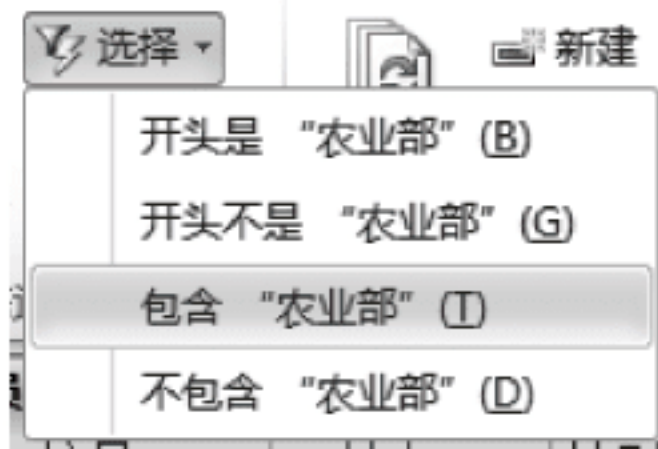 选择 新建
开头是 “农业部” (B)
开头不是 “农业部” (G)
包含 “农业部” (T)
不包含 “农业部” (D)